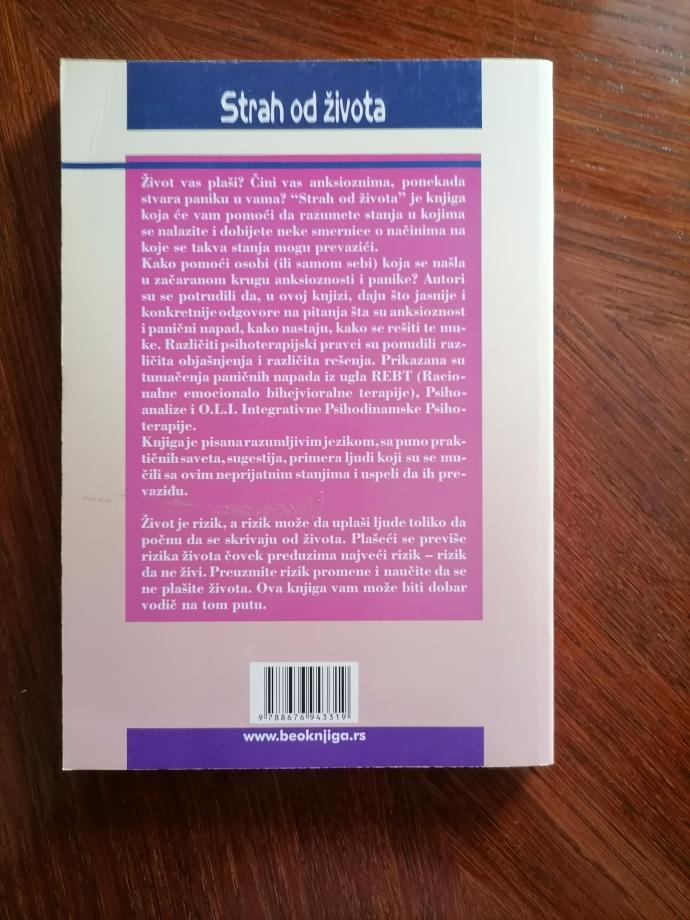 Strah od života
Život vas plaši? Čini vas anksioznima, ponekada
stvara paniku u vama? “Strah od života” je knjiga
koja će vam pomoći da razumete stanja u kojima
se nalazite i dobijete neke smernice o načinima na
koje se takva stanja mogu prevazići.
Kako pomoći osobi (ili samom sebi) koja se našla
u začaranom krugu anksioznosti i panike? Autori
su se potrudili da, u ovoj knjizi, daju što jasnije i
konkretnije odgovore na pitanja šta su anksioznost
i panični napad, kako nastaju, kako se rešiti te mu-
ke. Različiti psihoterapijski pravci su ponudili raz-
ličita objašnjenja i različita rešenja. Prikazana su
tumačenja paničnih napada iz ugla REBT (Racio-
nalne emocionalo bihejvioralne terapije), Psiho-
analize i O.L.I. Integrativne Psihodinamske Psiho-
terapije.
Knjiga je pisana razumljivim jezikom, sa puno prak-
tičnih saveta, sugestija, primera ljudi koji su se mu-
čili sa ovim neprijatnim stanjima i uspeli da ih pre-
vaziđu.
Život je rizik, a rizik može da uplaši ljude toliko da
počnu da se skrivaju od života. Plašeći se previše
rizika života čovek preduzima najveći rizik – rizik
da ne živi. Preuzmite rizik promene i naučite da se
ne plašite života. Ova knjiga vam može biti dobar
vodič na tom putu.
9 788676 943319
www.beoknjiga.rs